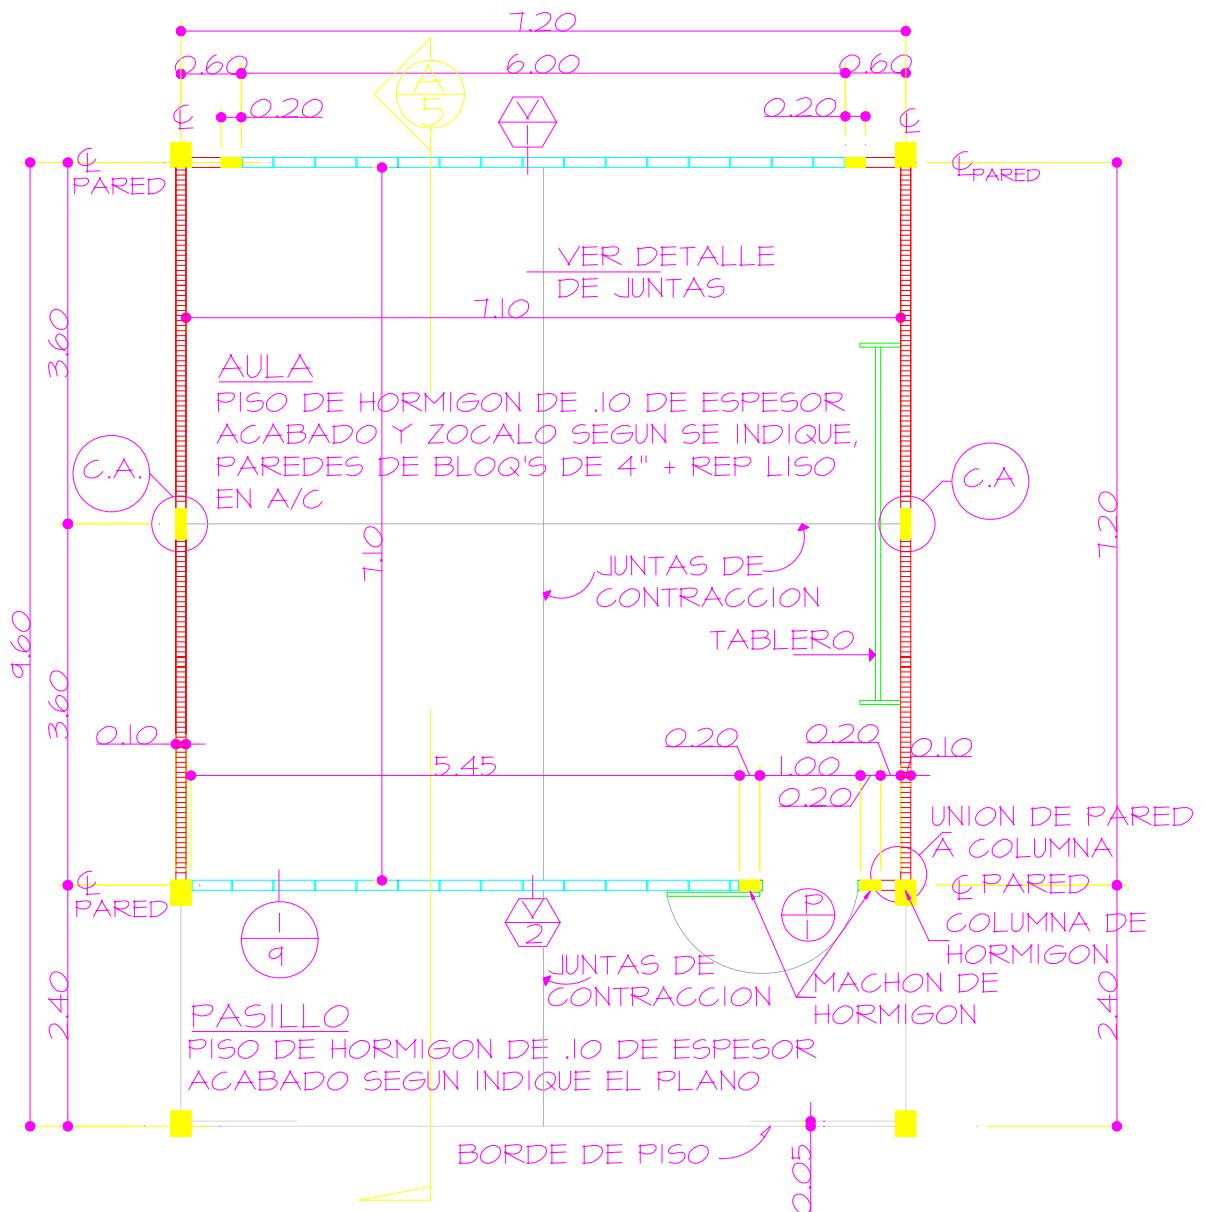 7.20
0.60
6.00
0.60
A
5
0.20
V
1
0.20
℄
℄
℄
PARED
℄
PARED
VER DETALLE
DE JUNTAS
7.10
3.60
AULA
PISO DE HORMIGON DE .10 DE ESPESOR
ACABADO Y ZOCALO SEGUN SE INDIQUE,
PAREDES DE BLOQ'S DE 4" + REP LISO
EN A/C
C.A.
C.A
7.20
7.10
JUNTAS DE
CONTRACCION
TABLERO
9.60
3.60
0.10
0.20
0.20
0.10
5.45
1.00
0.20
UNION DE PARED
A COLUMNA
℄
PARED
℄ PARED
1
9
V
2
P
1
COLUMNA DE
HORMIGON
JUNTAS DE
CONTRACCION
MACHON DE
HORMIGON
2.40
2.40
PASILLO
PISO DE HORMIGON DE .10 DE ESPESOR
ACABADO SEGUN INDIQUE EL PLANO
BORDE DE PISO
2.05